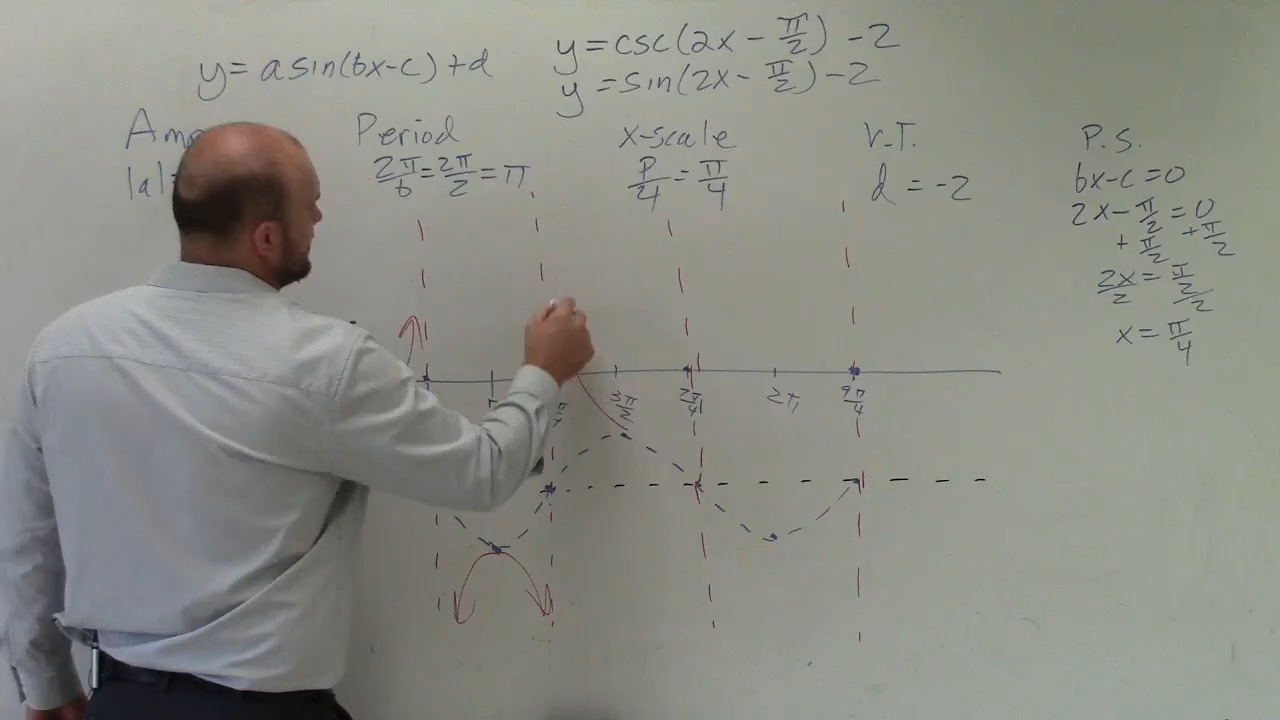 y = csc(2x - π/2) - 2
y = asin(bx-c) + d
y = sin(2x - π/2) - 2
Period
x-scale
V.T.
P.S.
|a|=
2π/b = 2π/2 = π
P/4 = π/4
d = -2
bx-c=0
2x - π/2 = 0
+ π/2 + π/2
2x/2 = π/2/2
x = π/4
3π/2 7π/4 2π 9π/4